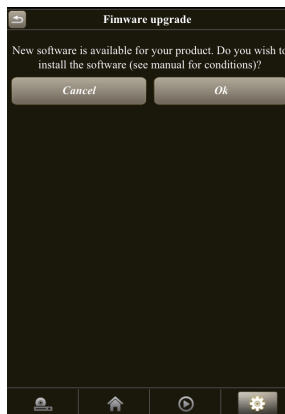 Fimware upgrade
New software is available for your product. Do you wish to
install the software (see manual for conditions)?
Cancel
Ok